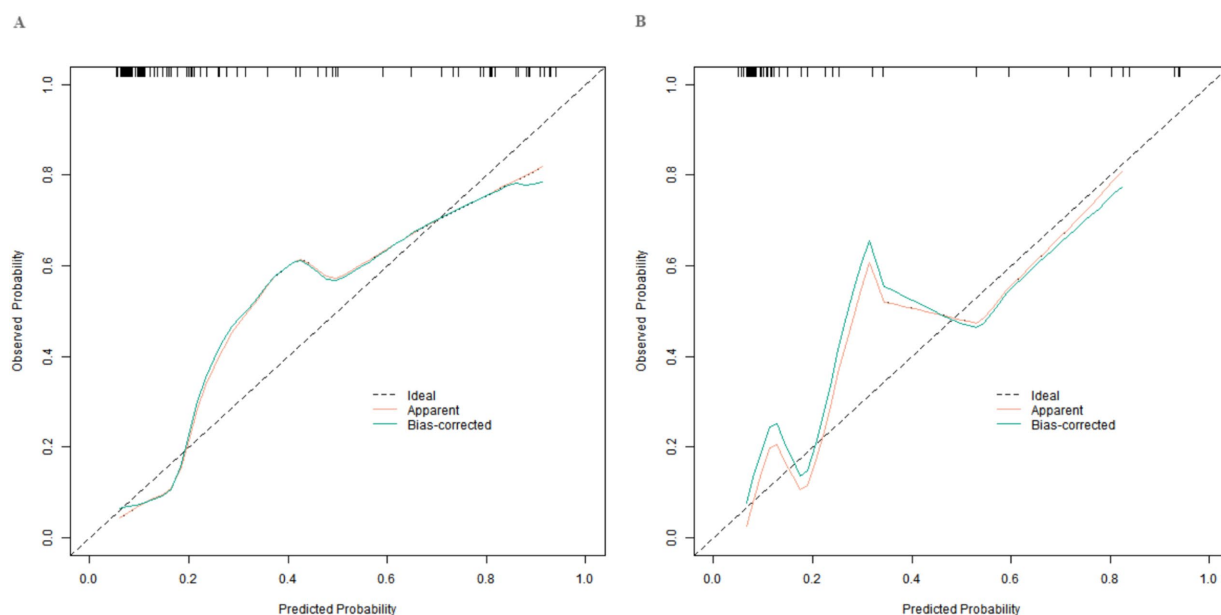 A
1.0
0.8
0.6
0.4
0.2
0.0
Observed Probability
Ideal
Apparent
Bias-corrected
0.0 0.2 0.4 0.6 0.8 1.0
Predicted Probability
B
1.0
0.8
0.6
0.4
0.2
0.0
Observed Probability
Ideal
Apparent
Bias-corrected
0.0 0.2 0.4 0.6 0.8 1.0
Predicted Probability